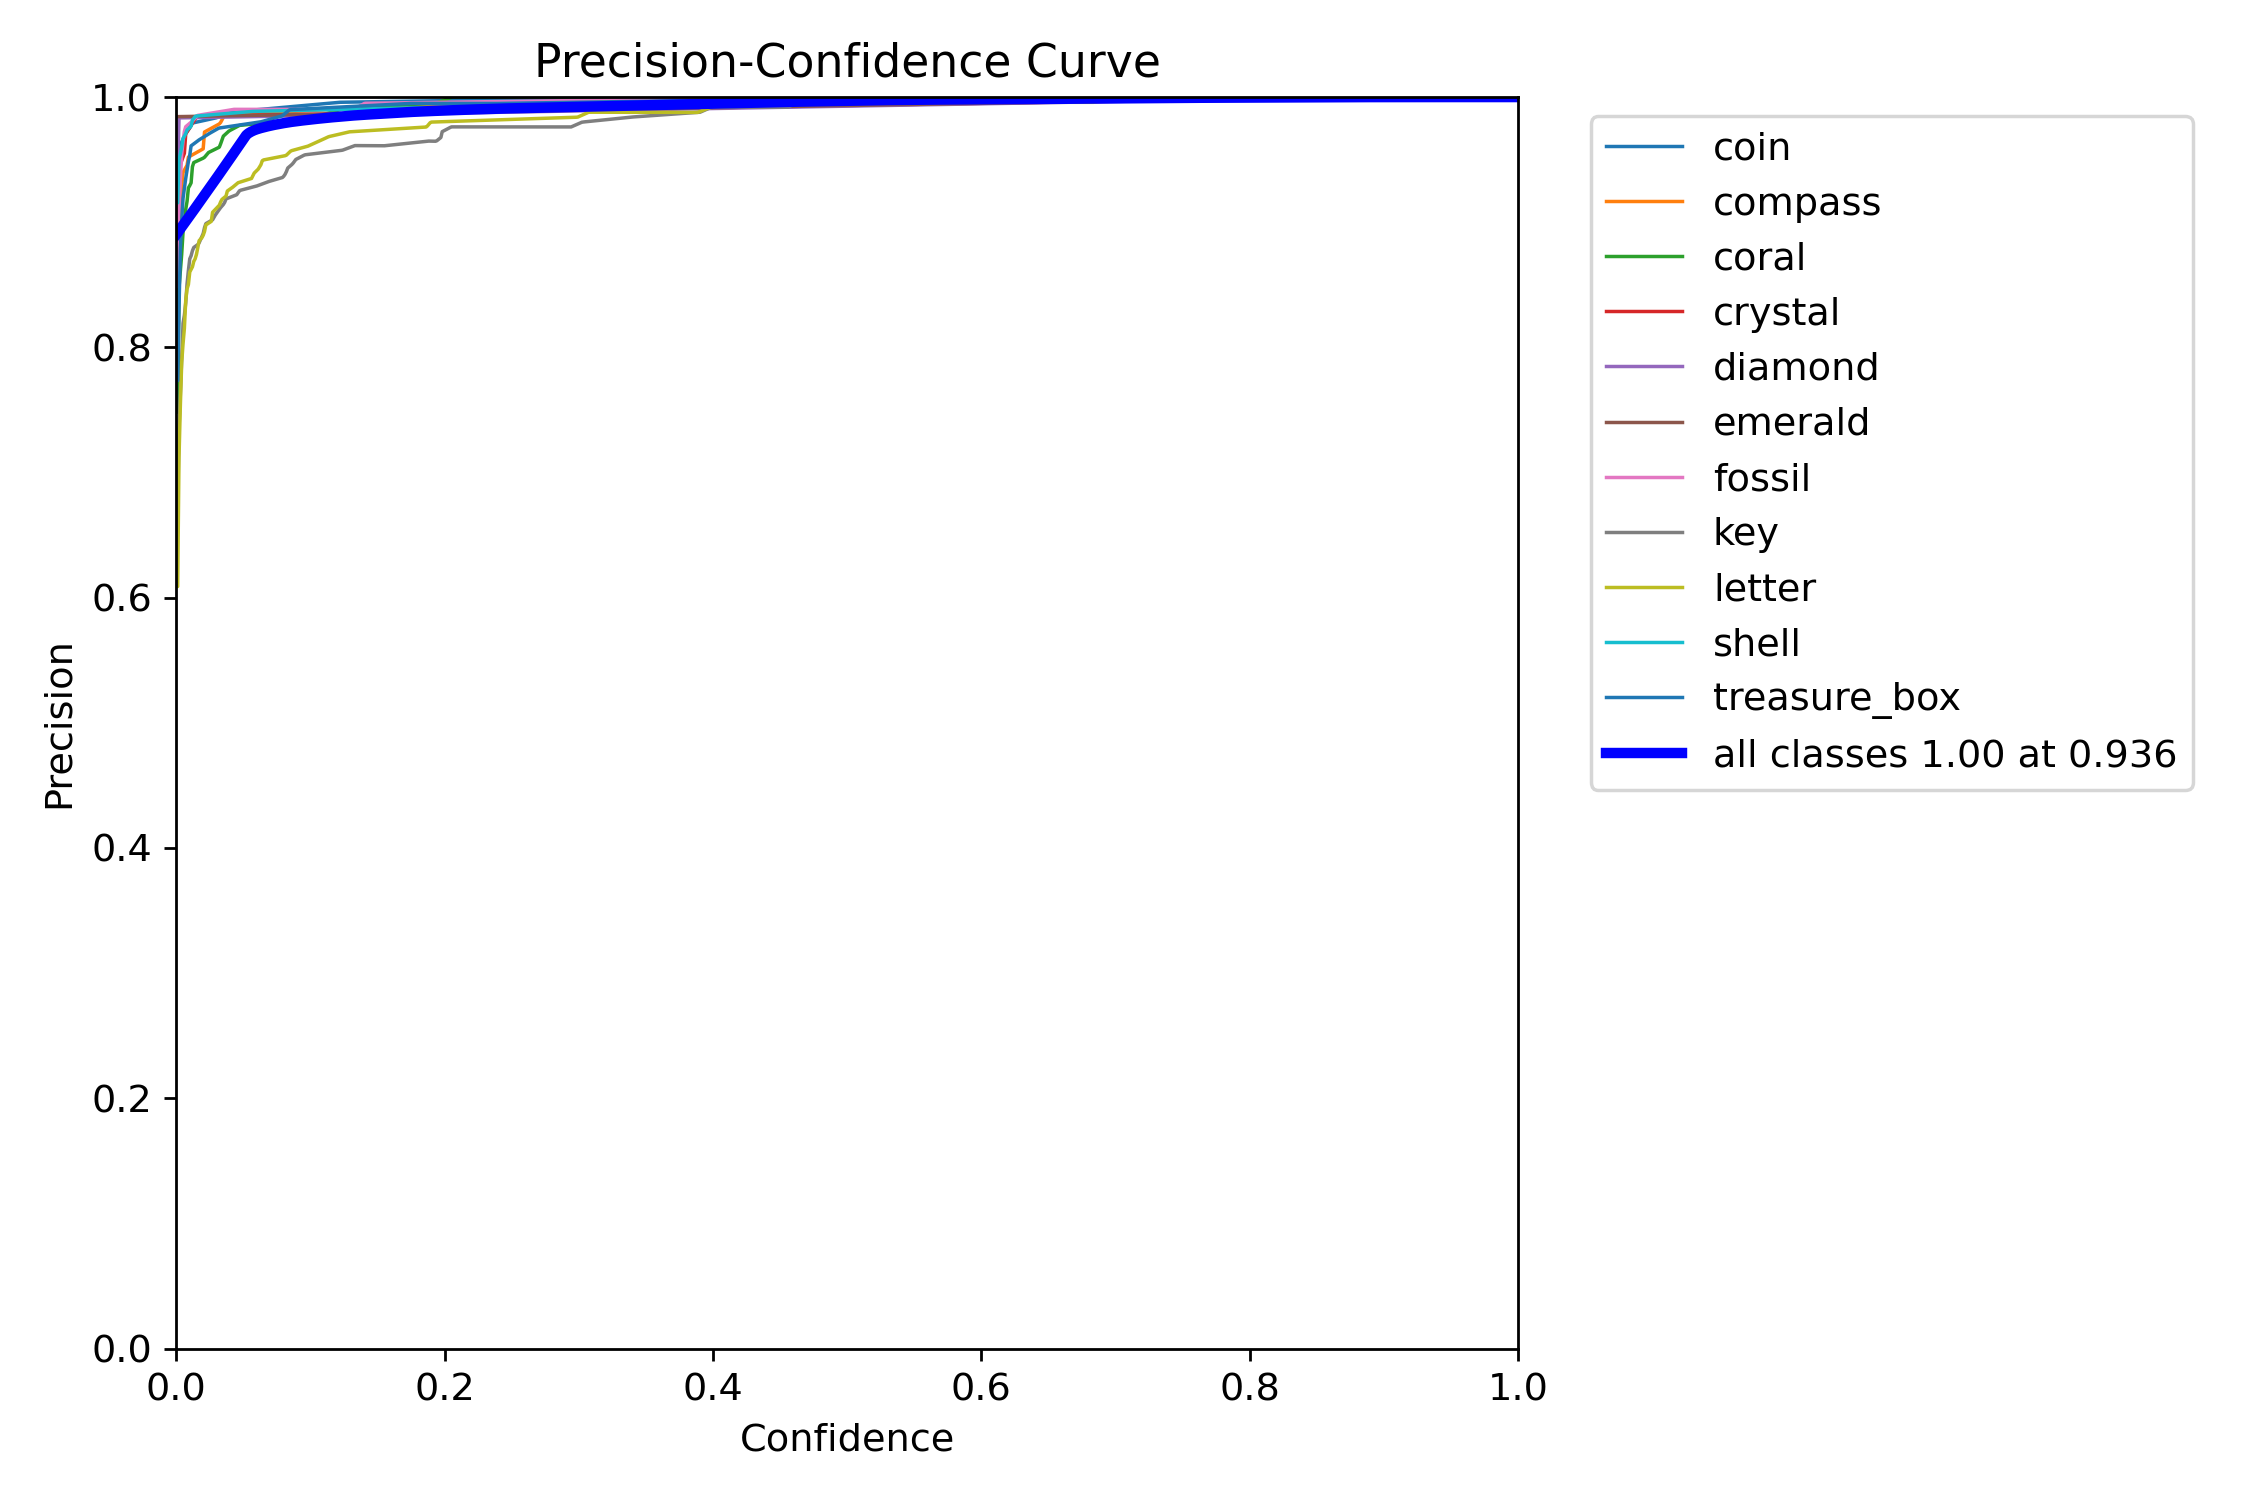 Precision-Confidence Curve
1.0
0.8
0.6
0.4
0.2
0.0
Precision
0.0 0.2 0.4 0.6 0.8 1.0
Confidence
coin
compass
coral
crystal
diamond
emerald
fossil
key
letter
shell
treasure_box
all classes 1.00 at 0.936